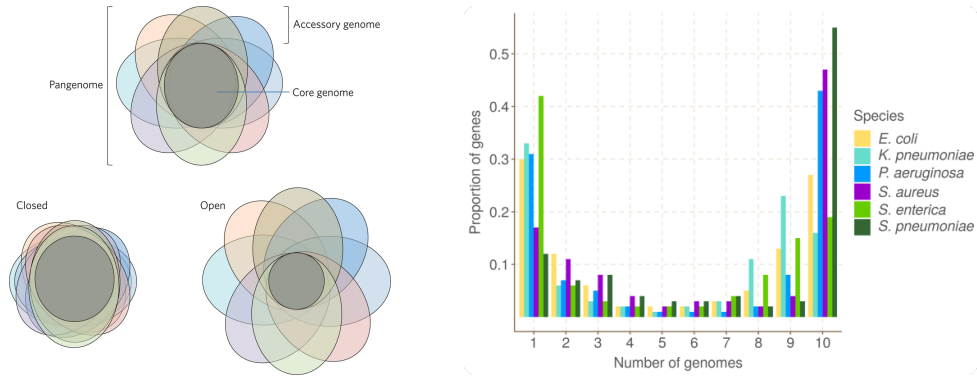 Accessory genome
Pangenome
Core genome
Closed
Open
Proportion of genes
0.5
0.4
0.3
0.2
0.1
1 2 3 4 5 6 7 8 9 10
Number of genomes
Species
E. coli
K. pneumoniae
P. aeruginosa
S. aureus
S. enterica
S. pneumoniae